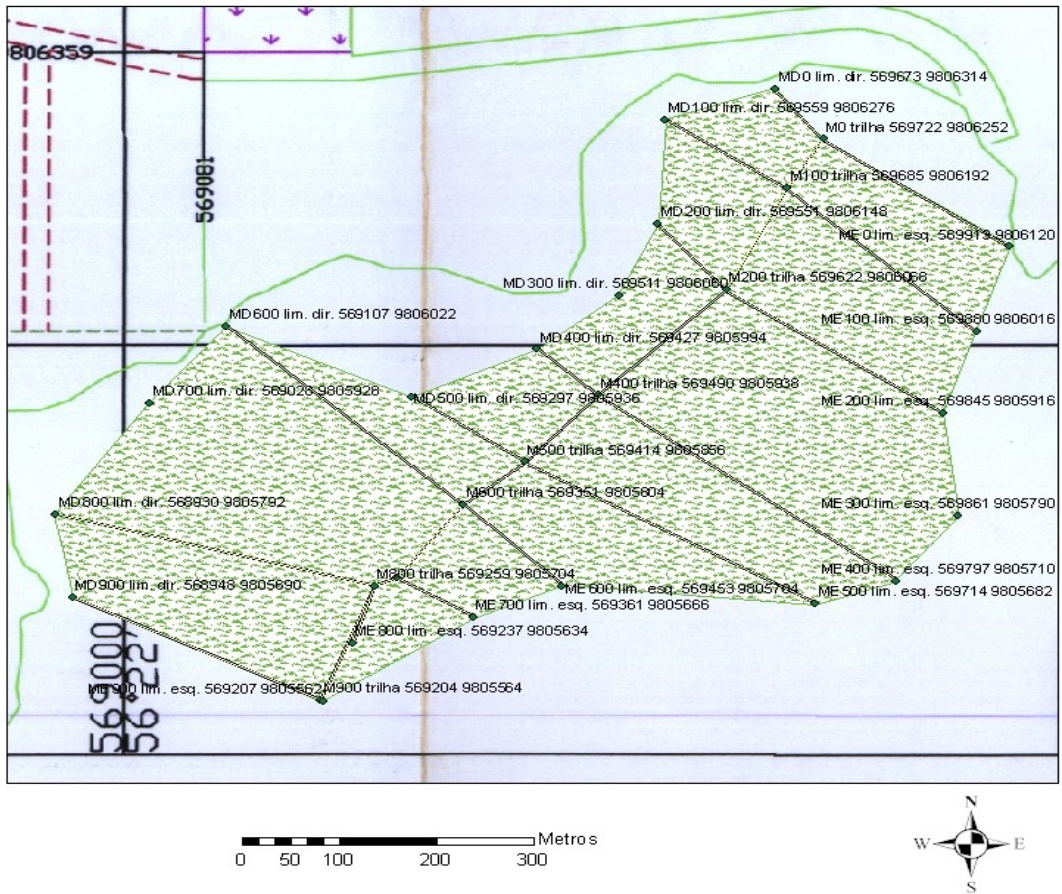 806359
MD0 lim. dir. 569673 9806314
MD100 lim. dir. 569559 9806276
M0 trilha 569722 9806252
569081
M100 trilha 569685 9806192
MD200 lim. dir. 569551 9806148
ME0 lim. esq. 569913 9806120
M200 trilha 569622 9806068
MD300 lim. dir. 569511 9806060
MD600 lim. dir. 569107 9806022
ME100 lim. esq. 569880 9806016
MD400 lim. dir. 569427 9805994
M400 trilha 569490 9805938
MD700 lim. dir. 569028 9805928
MD500 lim. dir. 569297 9805936
ME200 lim. esq. 569845 9805916
M500 trilha 569414 9805856
M600 trilha 569351 9805804
MD800 lim. dir. 568930 9805792
ME300 lim. esq. 569861 9805790
M800 trilha 569259 9805704
MD900 lim. dir. 568948 9805690
ME600 lim. esq. 569453 9805704
ME400 lim. esq. 569797 9805710
ME500 lim. esq. 569714 9805682
ME700 lim. esq. 569361 9805666
ME800 lim. esq. 569237 9805634
ME900 lim. esq. 569207 9805562
M900 trilha 569204 9805564
569.000
Metros
0 50 100 200 300
N
W E
S